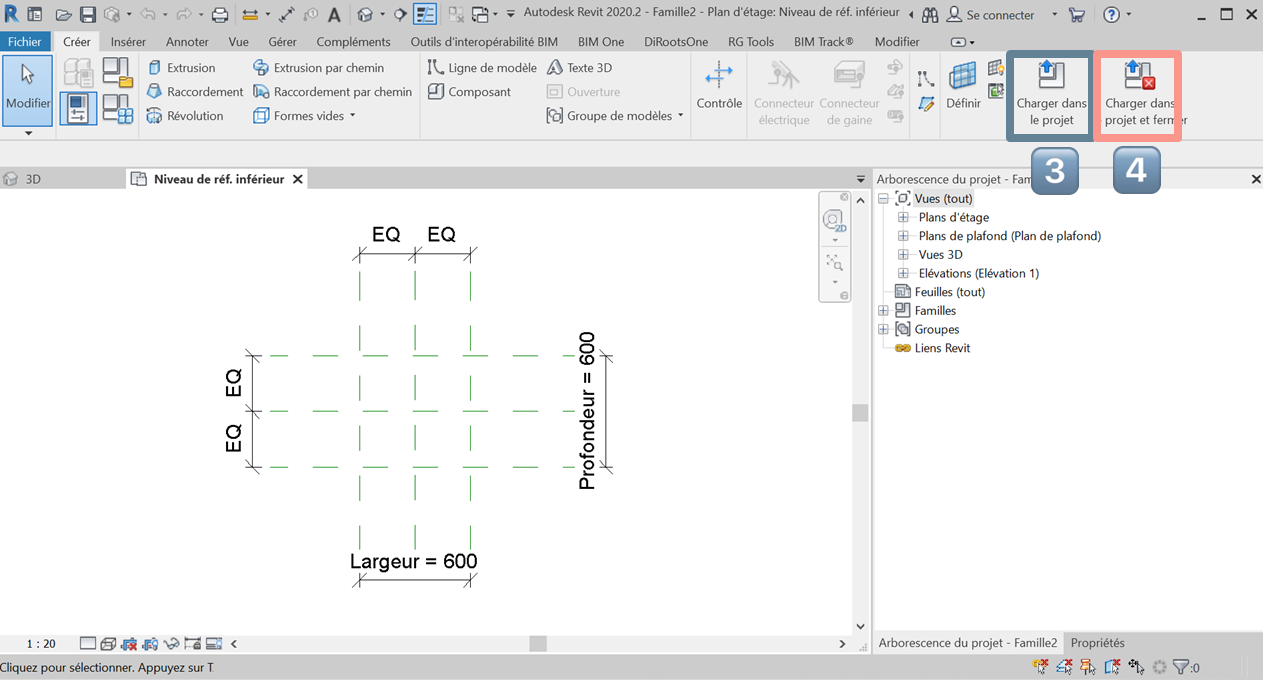 Autodesk Revit 2020.2 - Famille2 - Plan d'étage: Niveau de réf. inférieur
Se connecter
Fichier Créer Insérer Annoter Vue Gérer Compléments Outils d'interopérabilité BIM BIM One DiRootsOne RG Tools BIM Track® Modifier
Modifier
Extrusion
Raccordement
Révolution
Extrusion par chemin
Raccordement par chemin
Formes vides
Ligne de modèle
Composant
Texte 3D
Ouverture
Groupe de modèles
Contrôle
Connecteur
électrique
Connecteur
de gaine
Définir
Charger dans
le projet
Charger dans
projet et fermer
3
4
3D
Niveau de réf. inférieur
Arborescence du projet - Fam
2D
Vues (tout)
Plans d'étage
Plans de plafond (Plan de plafond)
Vues 3D
Elévations (Elévation 1)
Feuilles (tout)
Familles
Groupes
Liens Revit
EQ EQ
EQ
EQ
Profondeur = 600
Largeur = 600
1 : 20
Arborescence du projet - Famille2 Propriétés
Cliquez pour sélectionner. Appuyez sur T
:0